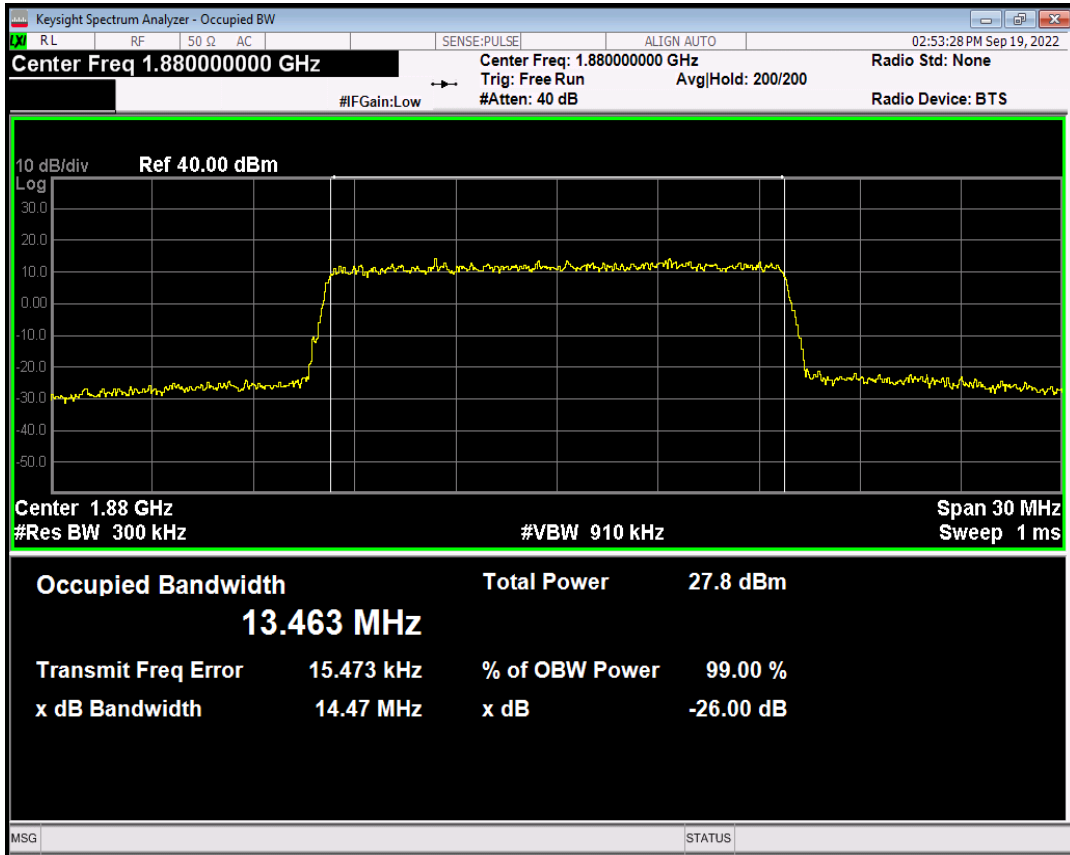 Keysight Spectrum Analyzer - Occupied BW
LXI RL RF 50 Ω AC SENSE:PULSE ALIGN AUTO 02:53:28 PM Sep 19, 2022
Center Freq 1.880000000 GHz Center Freq: 1.880000000 GHz Radio Std: None
Trig: Free Run Avg|Hold: 200/200
#IFGain:Low #Atten: 40 dB Radio Device: BTS
10 dB/div Ref 40.00 dBm
Log
30.0
20.0
10.0
0.00
-10.0
-20.0
-30.0
-40.0
-50.0
Center 1.88 GHz Span 30 MHz
#Res BW 300 kHz #VBW 910 kHz Sweep 1 ms
Occupied Bandwidth Total Power 27.8 dBm
13.463 MHz
Transmit Freq Error 15.473 kHz % of OBW Power 99.00 %
x dB Bandwidth 14.47 MHz x dB -26.00 dB
MSG STATUS